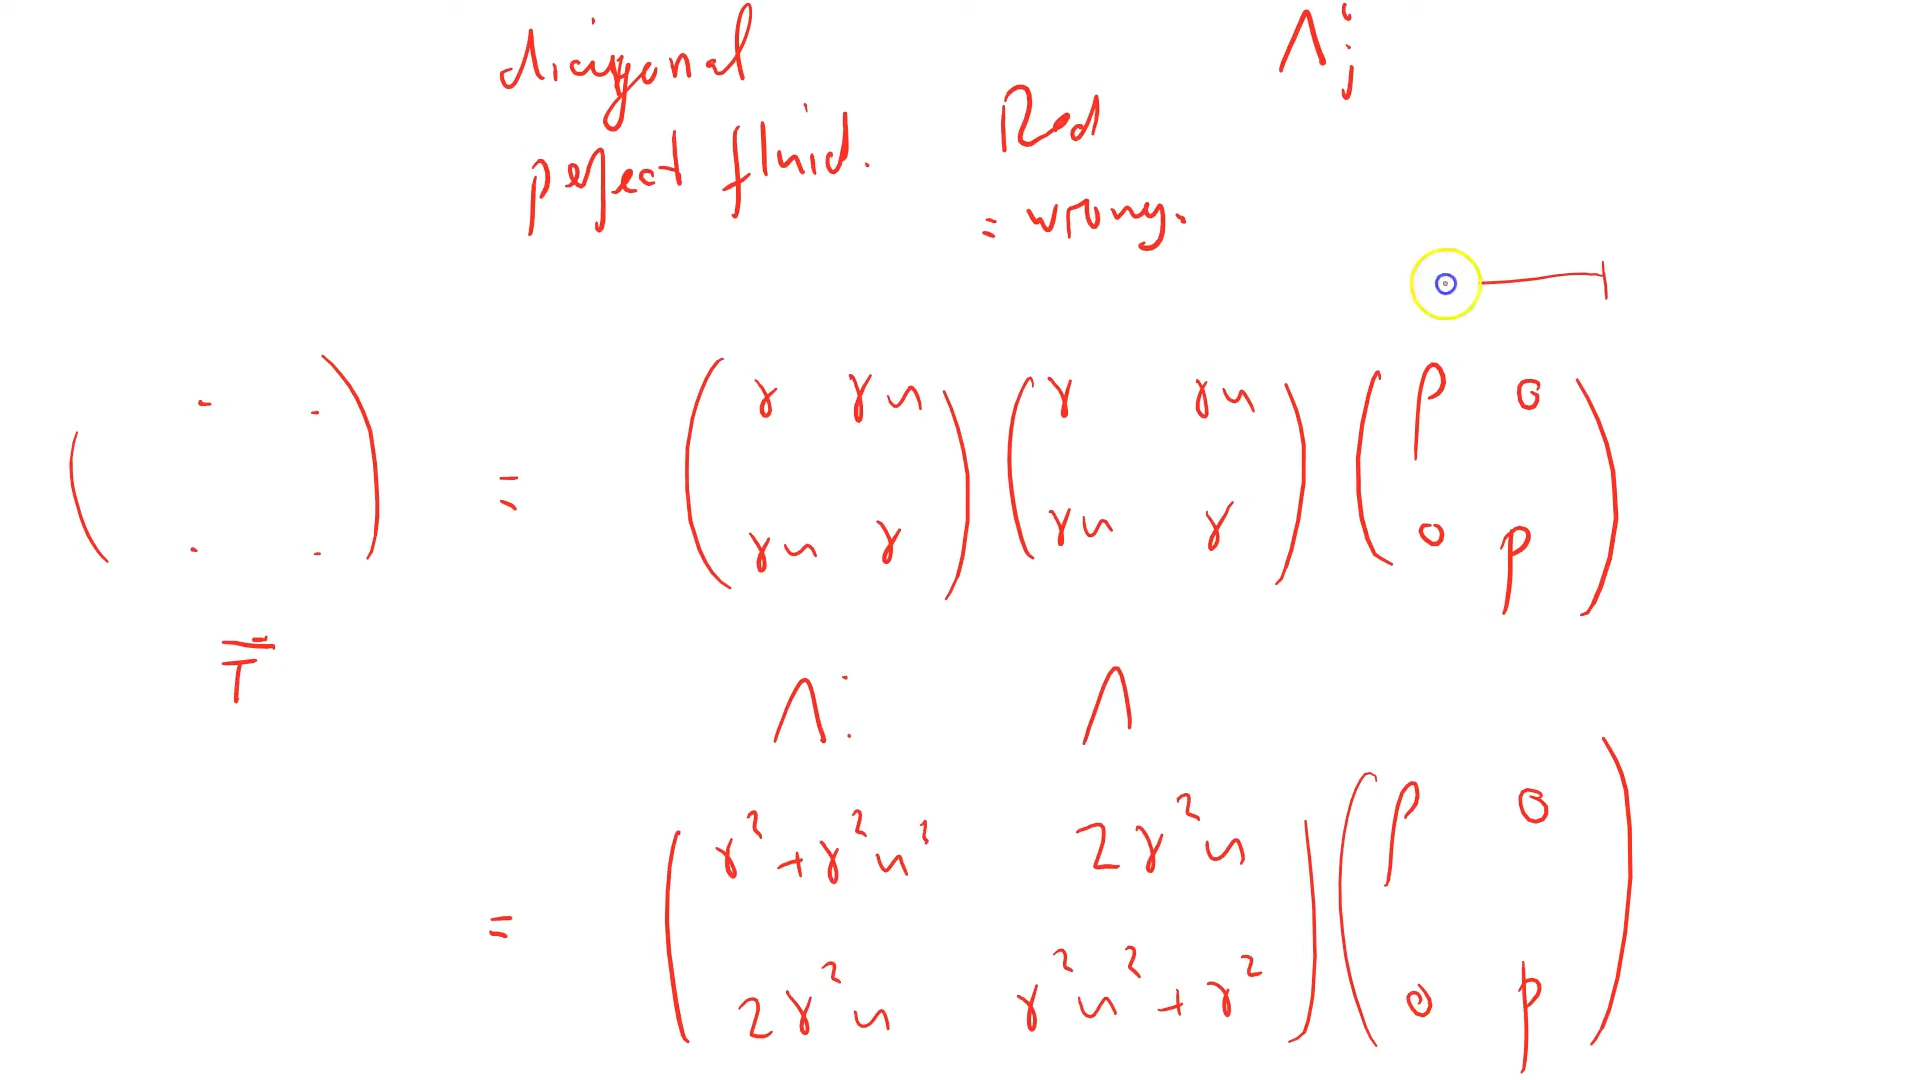 diagonal
perfect fluid.
Red
= wrong.
Λ i j
( . . . . ) = ( γ γu γu γ ) ( γ γu γu γ ) ( ρ 0 0 p )
T Λ : Λ
= ( γ² + γ²u² 2γ²u 2γ²u γ²u² + γ² ) ( ρ 0 0 p )